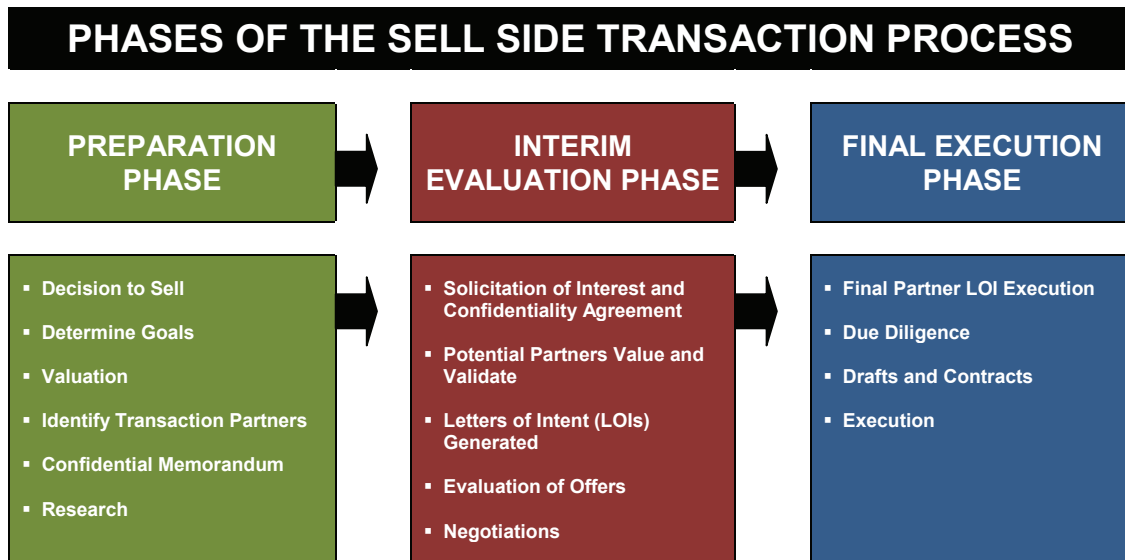 PHASES OF THE SELL SIDE TRANSACTION PROCESS
PREPARATION
PHASE
INTERIM
EVALUATION PHASE
FINAL EXECUTION
PHASE
▪ Decision to Sell
▪ Determine Goals
▪ Valuation
▪ Identify Transaction Partners
▪ Confidential Memorandum
▪ Research
▪ Solicitation of Interest and
Confidentiality Agreement
▪ Potential Partners Value and
Validate
▪ Letters of Intent (LOIs)
Generated
▪ Evaluation of Offers
▪ Negotiations
▪ Final Partner LOI Execution
▪ Due Diligence
▪ Drafts and Contracts
▪ Execution